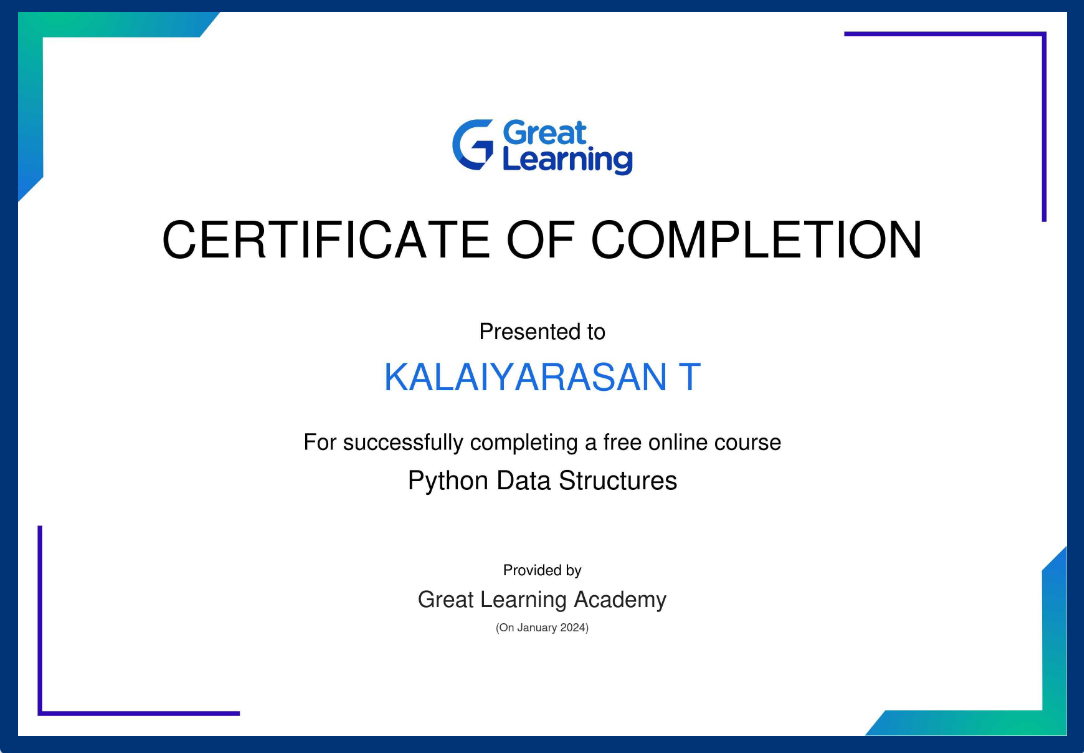 Great
Learning
CERTIFICATE OF COMPLETION
Presented to
KALAIYARASAN T
For successfully completing a free online course
Python Data Structures
Provided by
Great Learning Academy
(On January 2024)